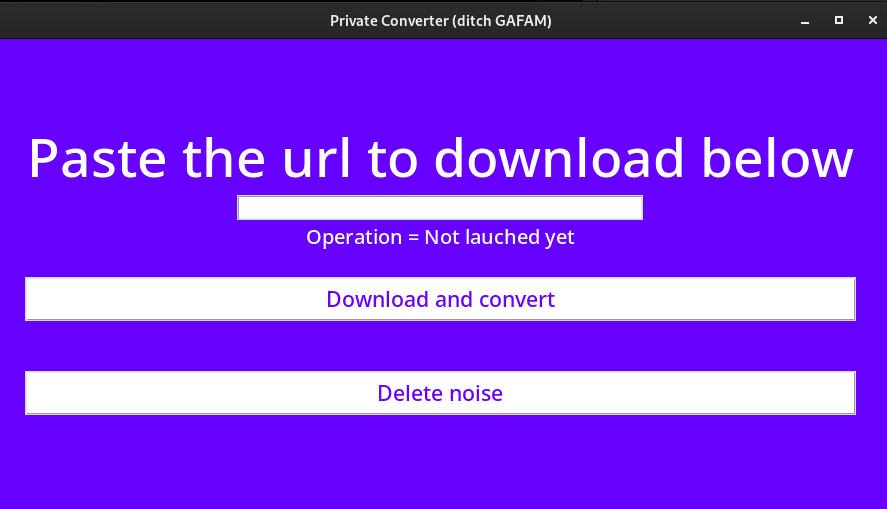 Private Converter (ditch GAFAM)
Paste the url to download below
Operation = Not lauched yet
Download and convert
Delete noise